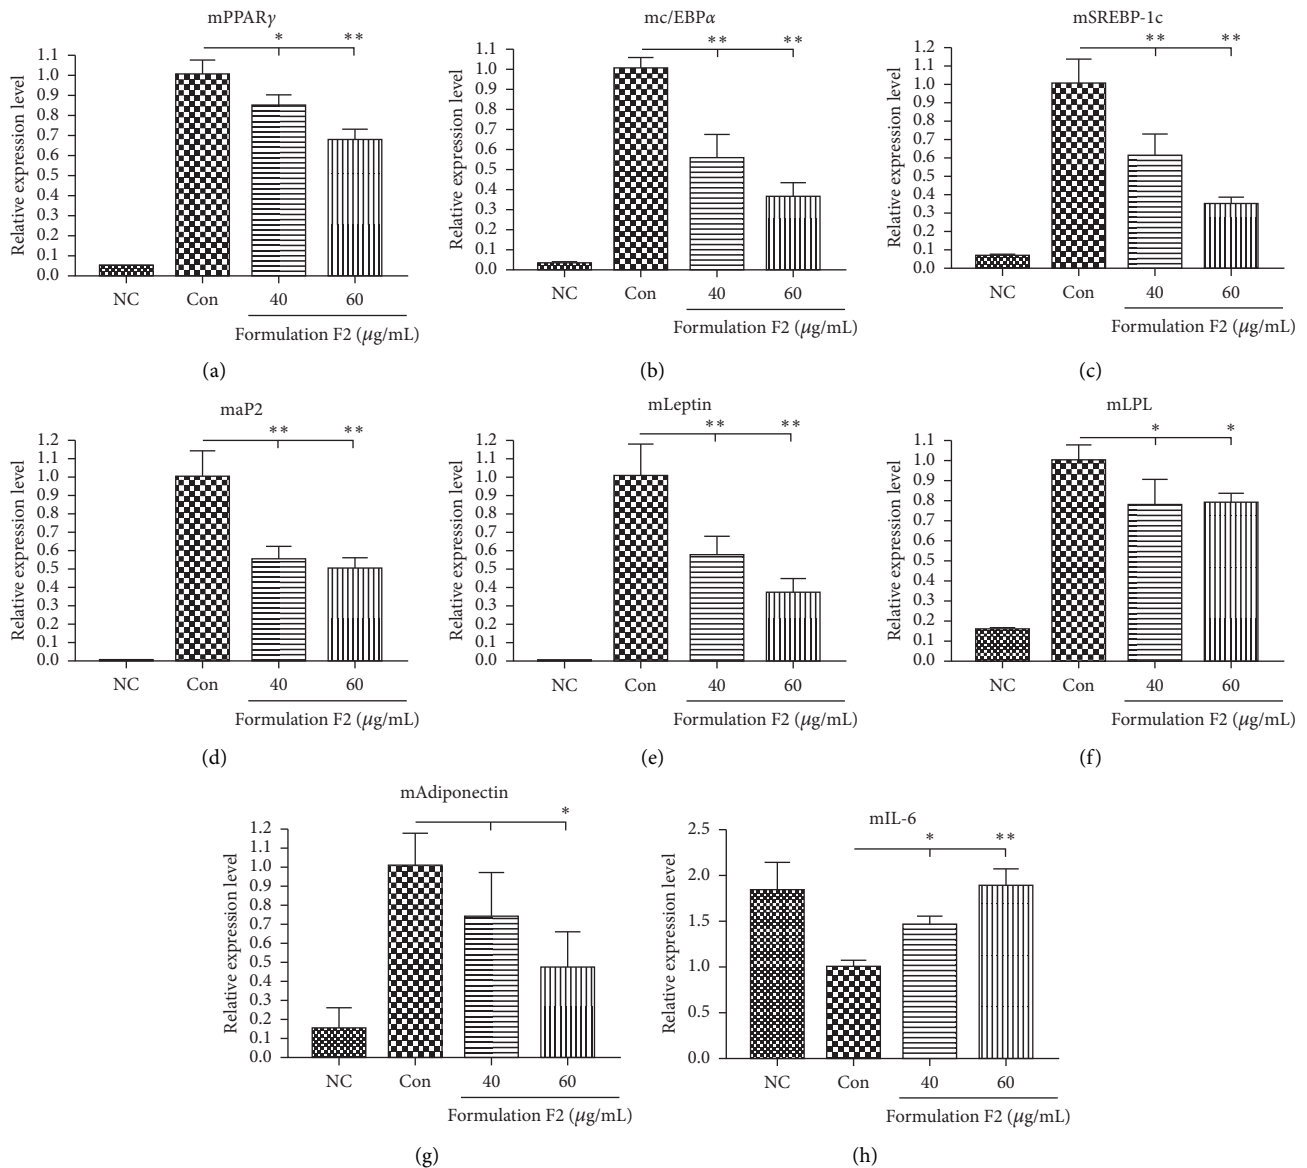 mPPARγ
* **
Relative expression level
1.1
1.0
0.9
0.8
0.7
0.6
0.5
0.4
0.3
0.2
0.1
0.0
NC Con 40 60
Formulation F2 (μg/mL)
(a)
mc/EBPα
** **
Relative expression level
1.1
1.0
0.9
0.8
0.7
0.6
0.5
0.4
0.3
0.2
0.1
0.0
NC Con 40 60
Formulation F2 (μg/mL)
(b)
mSREBP-1c
** **
Relative expression level
1.2
1.1
1.0
0.9
0.8
0.7
0.6
0.5
0.4
0.3
0.2
0.1
0.0
NC Con 40 60
Formulation F2 (μg/mL)
(c)
maP2
** **
Relative expression level
1.2
1.1
1.0
0.9
0.8
0.7
0.6
0.5
0.4
0.3
0.2
0.1
0.0
NC Con 40 60
Formulation F2 (μg/mL)
(d)
mLeptin
** **
Relative expression level
1.2
1.1
1.0
0.9
0.8
0.7
0.6
0.5
0.4
0.3
0.2
0.1
0.0
NC Con 40 60
Formulation F2 (μg/mL)
(e)
mLPL
* *
Relative expression level
1.1
1.0
0.9
0.8
0.7
0.6
0.5
0.4
0.3
0.2
0.1
0.0
NC Con 40 60
Formulation F2 (μg/mL)
(f)
mAdiponectin
*
Relative expression level
1.2
1.1
1.0
0.9
0.8
0.7
0.6
0.5
0.4
0.3
0.2
0.1
0.0
NC Con 40 60
Formulation F2 (μg/mL)
(g)
mIL-6
* **
Relative expression level
2.5
2.0
1.5
1.0
0.5
0.0
NC Con 40 60
Formulation F2 (μg/mL)
(h)